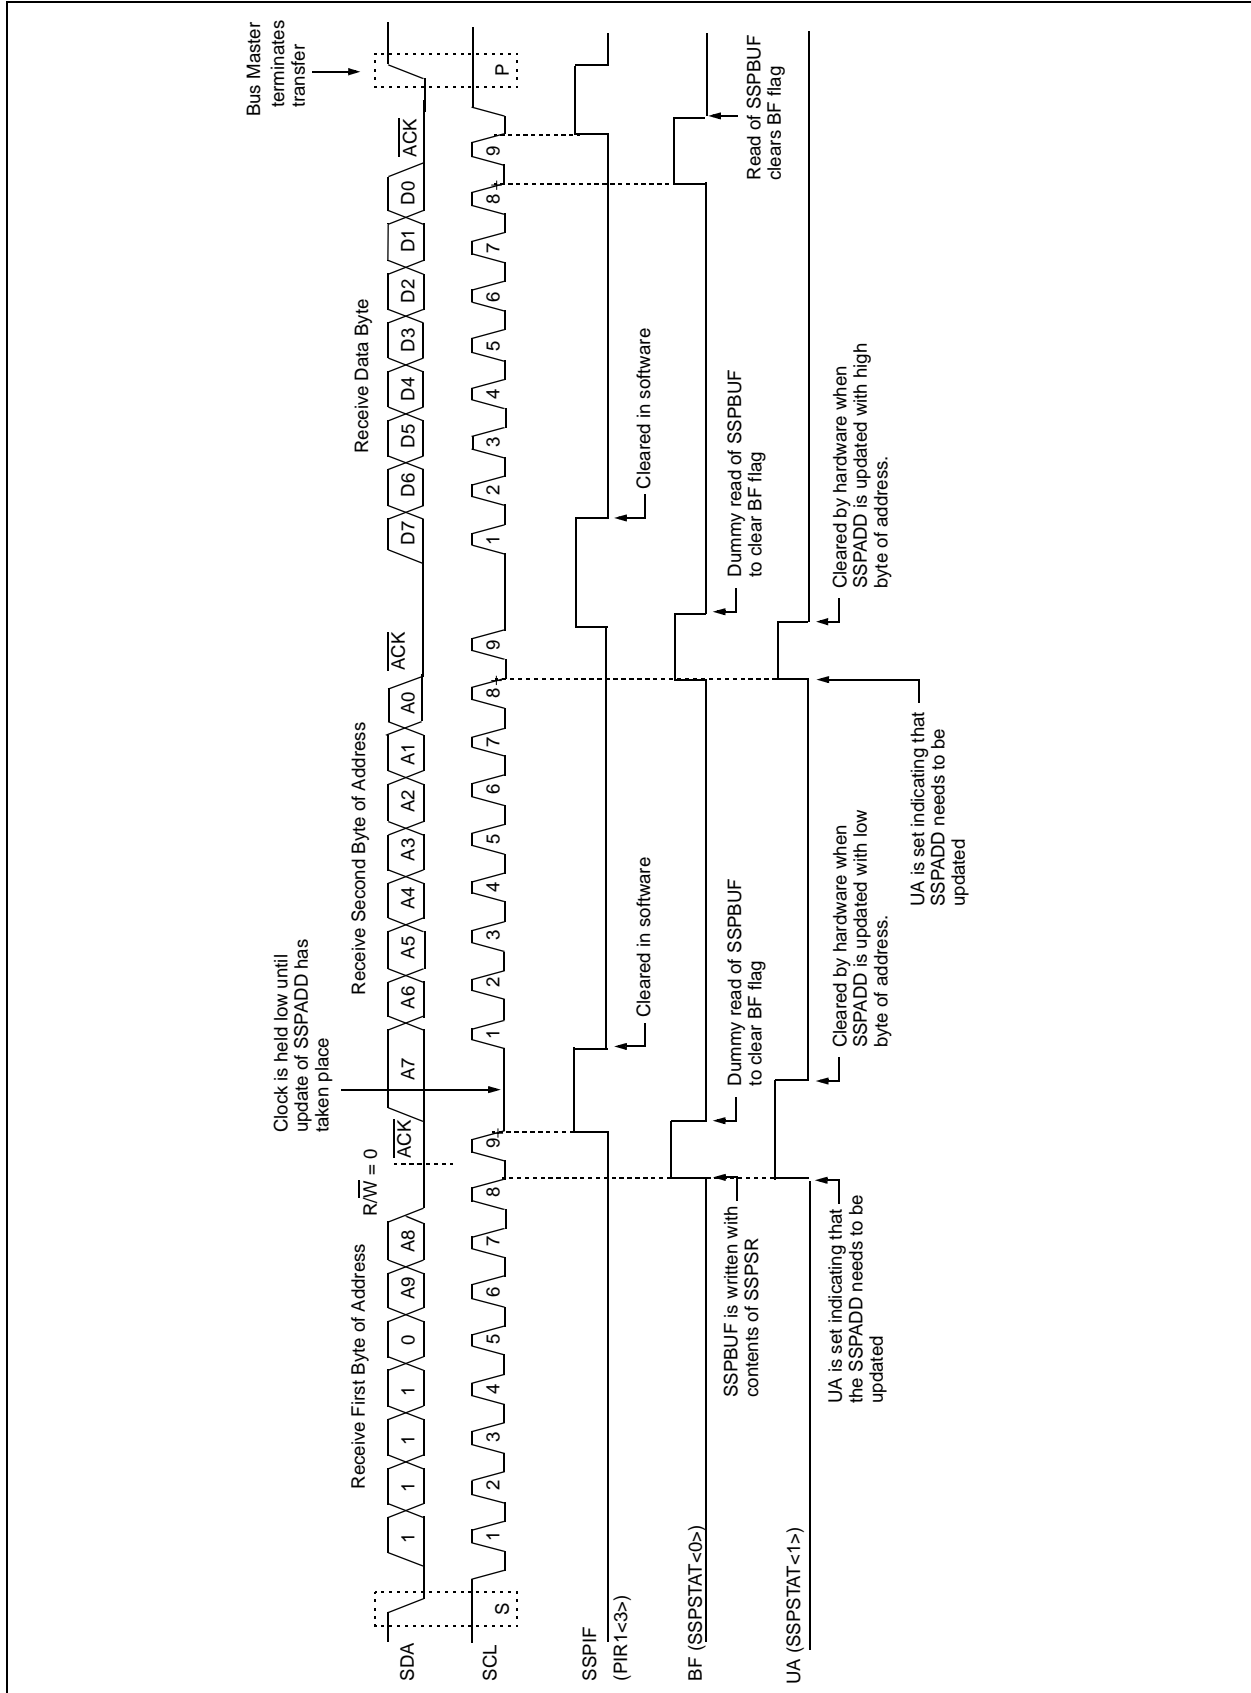 Bus Master
terminates
transfer
Receive First Byte of Address
R/W = 0
Clock is held low until
update of SSPADD has
taken place
Receive Second Byte of Address
Receive Data Byte
SDA
1 1 1 1 0 A9 A8
ACK
A7 A6 A5 A4 A3 A2 A1 A0
ACK
D7 D6 D5 D4 D3 D2 D1 D0
ACK
SCL
S
1 2 3 4 5 6 7 8 9
1 2 3 4 5 6 7 8 9
1 2 3 4 5 6 7 8 9
P
SSPIF
(PIR1<3>)
Cleared in software
Cleared in software
BF (SSPSTAT<0>)
SSPBUF is written with
contents of SSPSR
Dummy read of SSPBUF
to clear BF flag
Dummy read of SSPBUF
to clear BF flag
Read of SSPBUF
clears BF flag
UA (SSPSTAT<1>)
UA is set indicating that
the SSPADD needs to be
updated
Cleared by hardware when
SSPADD is updated with low
byte of address.
UA is set indicating that
SSPADD needs to be
updated
Cleared by hardware when
SSPADD is updated with high
byte of address.